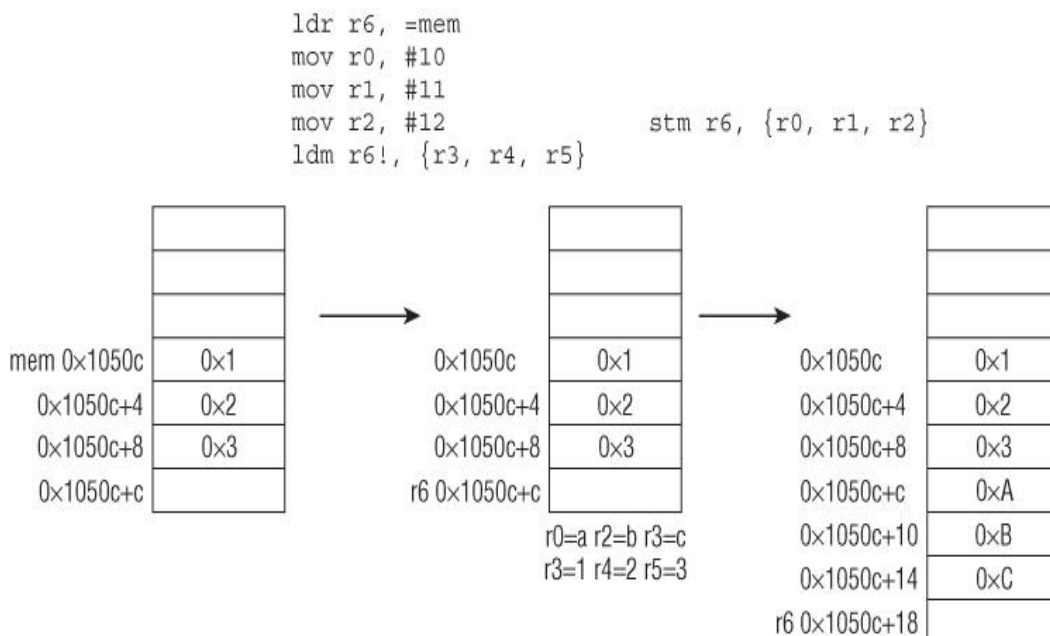 ldr r6, =mem
mov r0, #10
mov r1, #11
mov r2, #12
ldm r6!, {r3, r4, r5}
stm r6, {r0, r1, r2}
mem 0×1050c 0×1
0×1050c+4 0×2
0×1050c+8 0×3
0×1050c+c
0×1050c 0×1
0×1050c+4 0×2
0×1050c+8 0×3
r6 0×1050c+c
r0=a r2=b r3=c
r3=1 r4=2 r5=3
0×1050c 0×1
0×1050c+4 0×2
0×1050c+8 0×3
0×1050c+c 0×A
0×1050c+10 0×B
0×1050c+14 0×C
r6 0×1050c+18